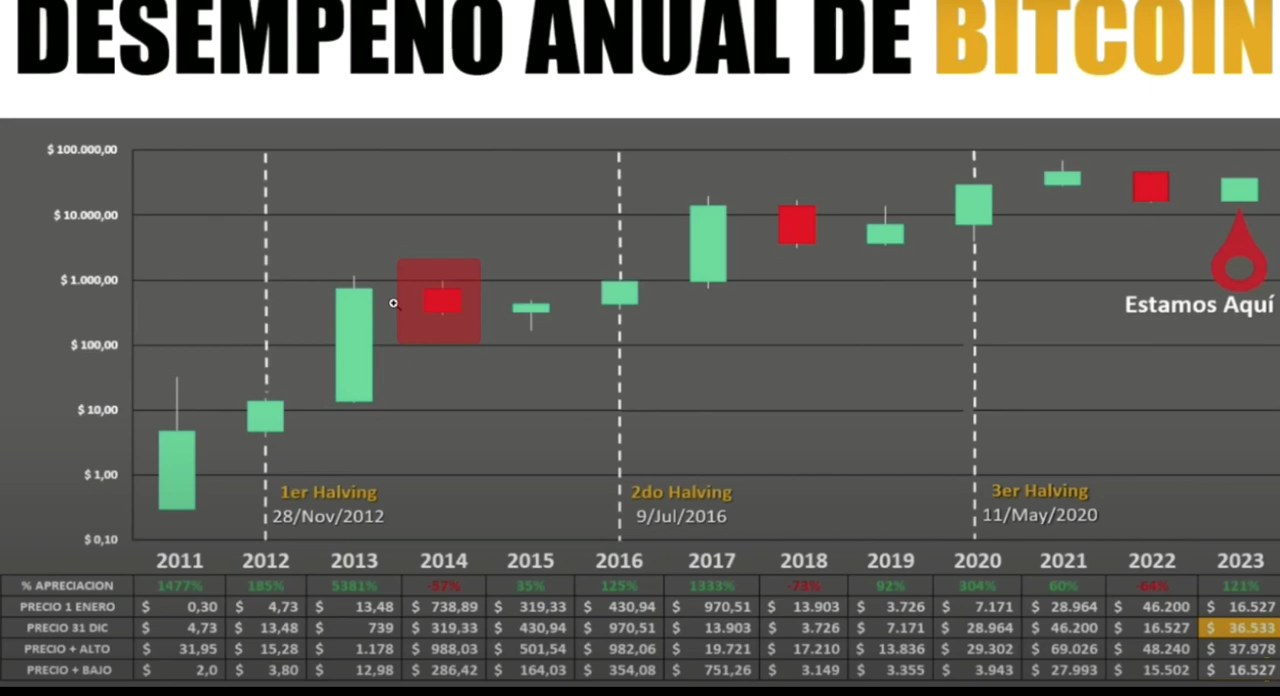 DESEMPEÑO ANUAL DE BITCOIN
$ 100.000,00
$ 10.000,00
$ 1.000,00
$ 100,00
$ 10,00
$ 1,00
$ 0,10
Estamos Aquí
1er Halving
28/Nov/2012
2do Halving
9/Jul/2016
3er Halving
11/May/2020
2011 2012 2013 2014 2015 2016 2017 2018 2019 2020 2021 2022 2023
% APRECIACION 1477% 185% 5381% -57% 35% 125% 1333% -73% 92% 304% 60% -64% 121%
PRECIO 1 ENERO $ 0,30 $ 4,73 $ 13,48 $ 738,89 $ 319,33 $ 430,94 $ 970,51 $ 13.903 $ 3.726 $ 7.171 $ 28.964 $ 46.200 $ 16.527
PRECIO 31 DIC $ 4,73 $ 13,48 $ 739 $ 319,33 $ 430,94 $ 970,51 $ 13.903 $ 3.726 $ 7.171 $ 28.964 $ 46.200 $ 16.527 $ 36.533
PRECIO + ALTO $ 31,95 $ 15,28 $ 1.178 $ 988,03 $ 501,54 $ 982,06 $ 19.721 $ 17.210 $ 13.836 $ 29.302 $ 69.026 $ 48.240 $ 37.978
PRECIO + BAJO $ 2,0 $ 3,80 $ 12,98 $ 286,42 $ 164,03 $ 354,08 $ 751,26 $ 3.149 $ 3.355 $ 3.943 $ 27.993 $ 15.502 $ 16.527